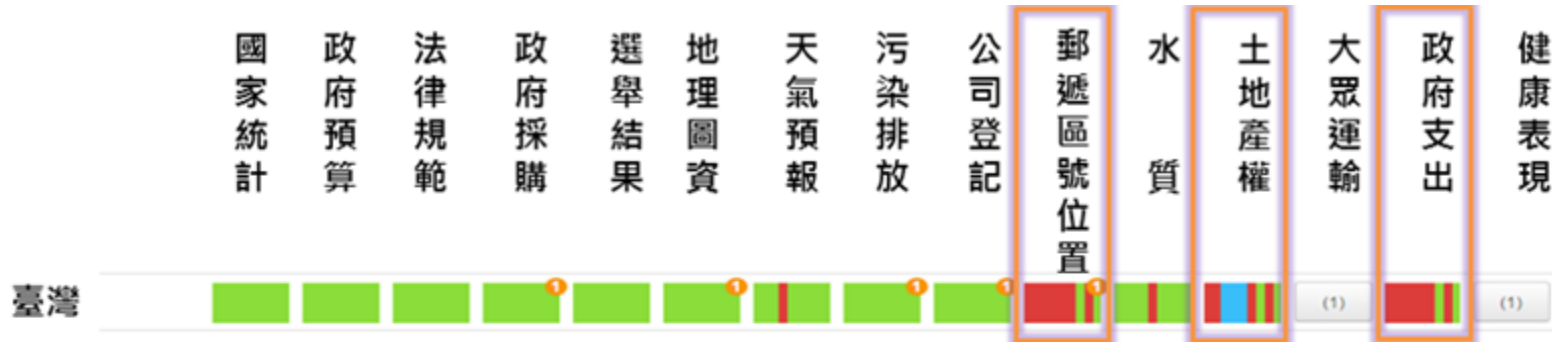 國家統計
政府預算
法律規範
政府採購
選舉結果
地理圖資
天氣預報
污染排放
公司登記
郵遞區號位置
水質
土地產權
大眾運輸
政府支出
健康表現
臺灣
1
1
1
1
1
(1)
(1)